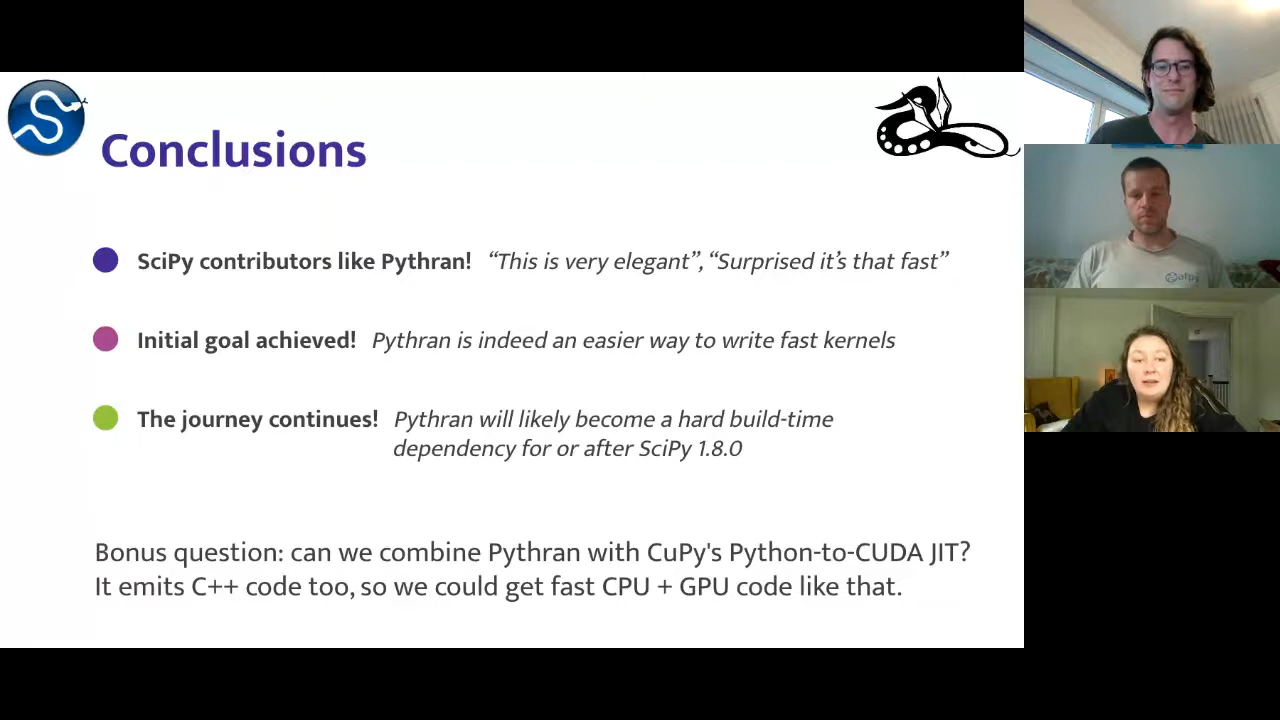 Conclusions
SciPy contributors like Pythran! “This is very elegant”, “Surprised it’s that fast”
Initial goal achieved! Pythran is indeed an easier way to write fast kernels
The journey continues! Pythran will likely become a hard build-time
dependency for or after SciPy 1.8.0
Bonus question: can we combine Pythran with CuPy's Python-to-CUDA JIT?
It emits C++ code too, so we could get fast CPU + GPU code like that.
afpy